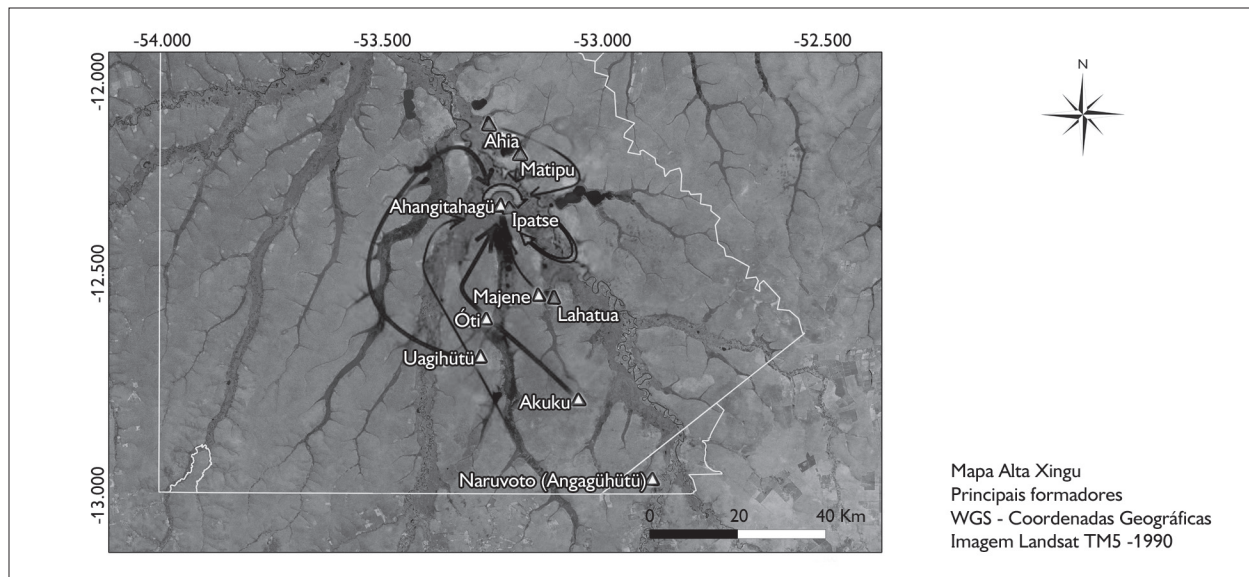 -54.000 -53.500 -53.000 -52.500
N
-12.000
-12.500
-13.000
Ahia
Matipu
Ahangitahagü
Ipatse
Majene
Lahatua
Óti
Uagihütü
Akuku
Naruvoto (Angagühütü)
0 20 40 Km
Mapa Alta Xingu
Principais formadores
WGS - Coordenadas Geográficas
Imagem Landsat TM5 -1990